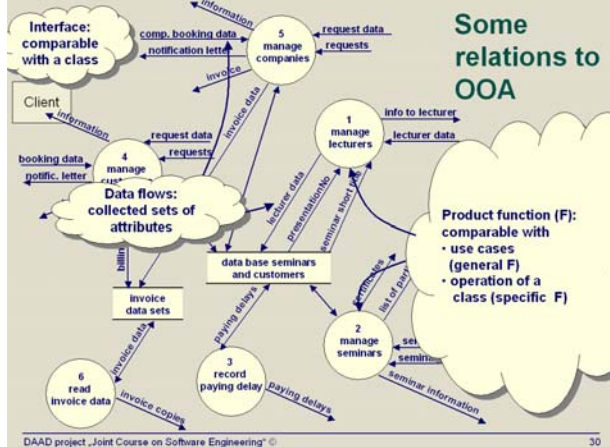 Some
relations to
OOA
Interface:
comparable
with a class
Client
information
comp. booking data
notification letter
invoice
invoice data
5
manage
companies
request data
requests
1
manage
lecturers
info to lecturer
lecturer data
information
request data
requests
booking data
notific. letter
4
manage
Data flows:
collected sets of
attributes
lecturer data
presentationNo
seminar short
Product function (F):
comparable with
• use cases
(general F)
• operation of a
class (specific F)
data base seminars
and customers
invoice
data sets
certificates
list of
2
manage
seminars
seminar information
paying delays
3
record
paying delay
paying delays
invoice data
6
read
invoice data
invoice copies
DAAD project „Joint Course on Software Engineering" ©
30